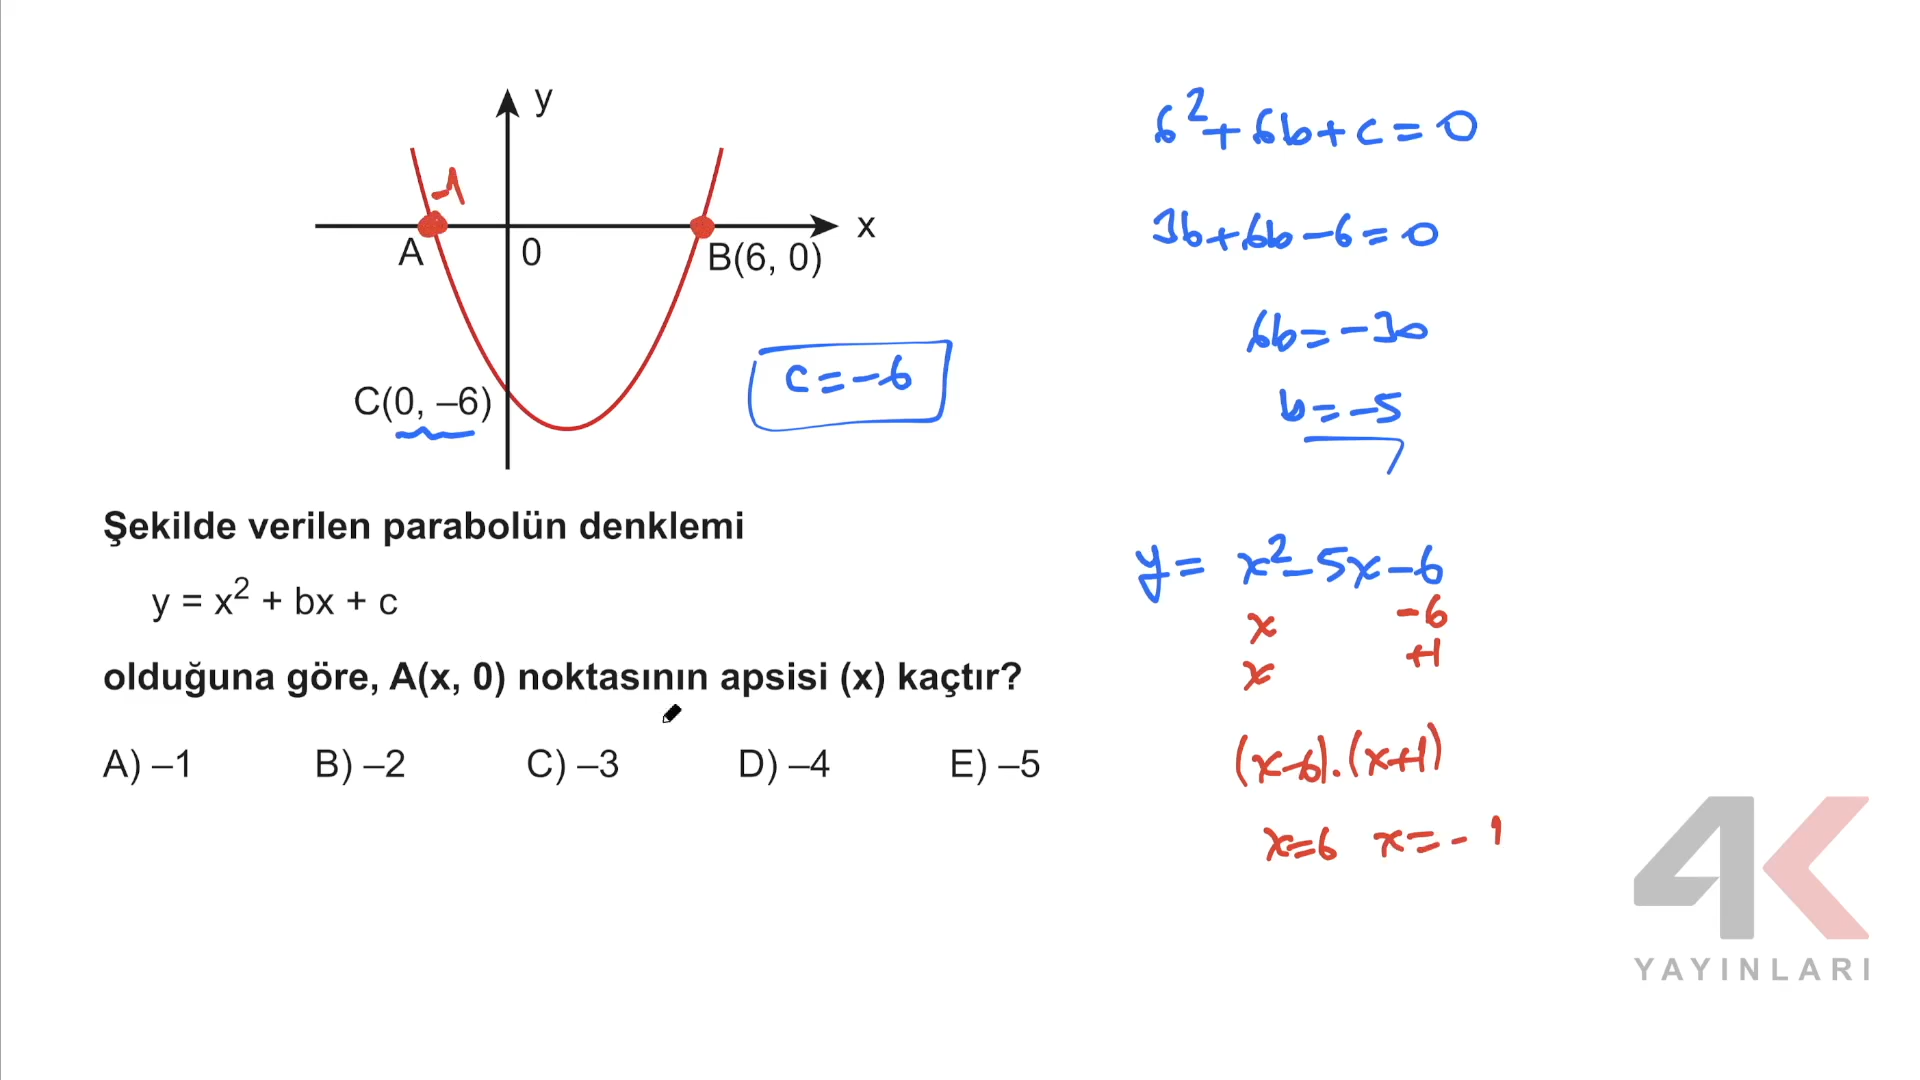 y
-1
x
A
0
B(6, 0)
C(0, –6)
c = -6
Şekilde verilen parabolün denklemi
y = x² + bx + c
olduğuna göre, A(x, 0) noktasının apsisi (x) kaçtır?
A) –1 B) –2 C) –3 D) –4 E) –5
6² + 6b + c = 0
3b + 6b - 6 = 0
6b = -30
b = -5
y = x² - 5x - 6
x -6
x +1
(x-6).(x+1)
x=6 x=-1
4K
YAYINLARI